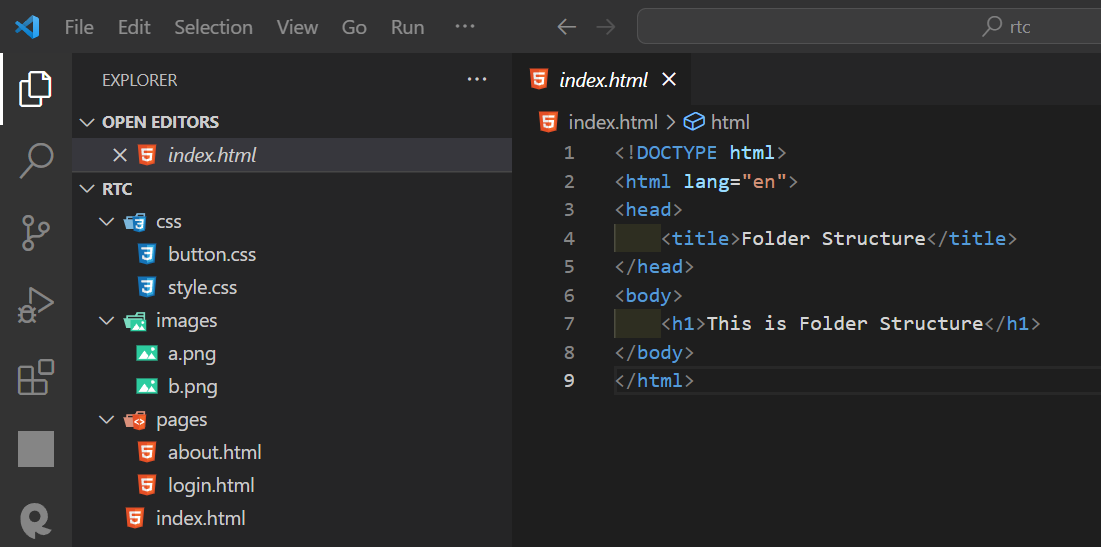 File Edit Selection View Go Run ··· rtc
EXPLORER ···
OPEN EDITORS
index.html
RTC
css
button.css
style.css
images
a.png
b.png
pages
about.html
login.html
index.html
index.html
index.html > html
1 <!DOCTYPE html>
2 <html lang="en">
3 <head>
4     <title>Folder Structure</title>
5 </head>
6 <body>
7     <h1>This is Folder Structure</h1>
8 </body>
9 </html>